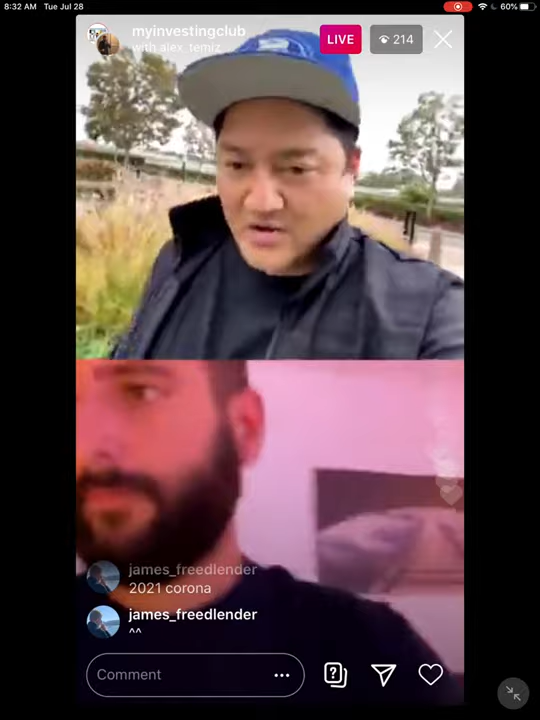 8:32 AM Tue Jul 28
60%
myinvestingclub
with alex_temiz
LIVE
214
james_freedlender
2021 corona
james_freedlender
^^
Comment